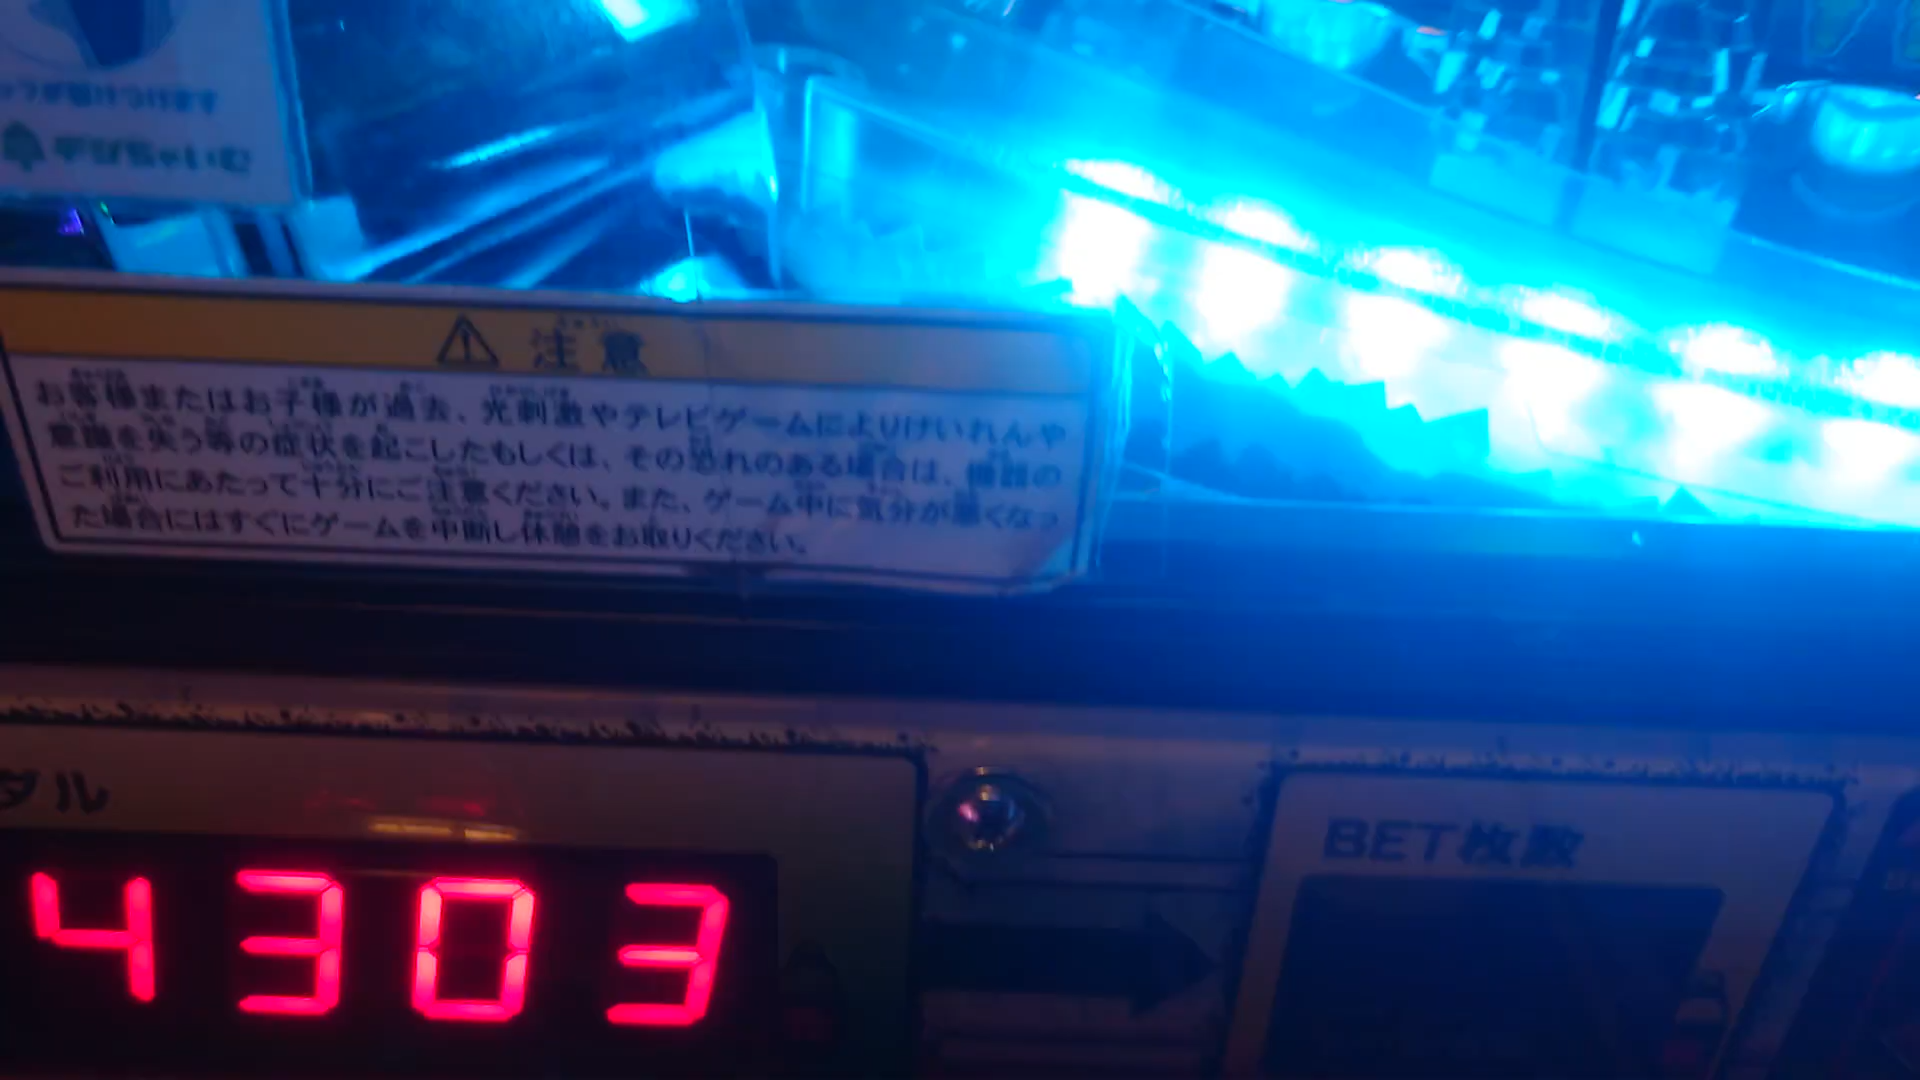 けます
注意
お客様またはお子様が過去、光刺激やテレビゲームによりけいれんや
意識を失う等の症状を起こしたもしくは、その恐れのある場合は、機器の
ご利用にあたって十分にご注意ください。また、ゲーム中に気分が悪くなっ
た場合にはすぐにゲームを中断し休憩をお取りください。
タル
4303
BET枚数